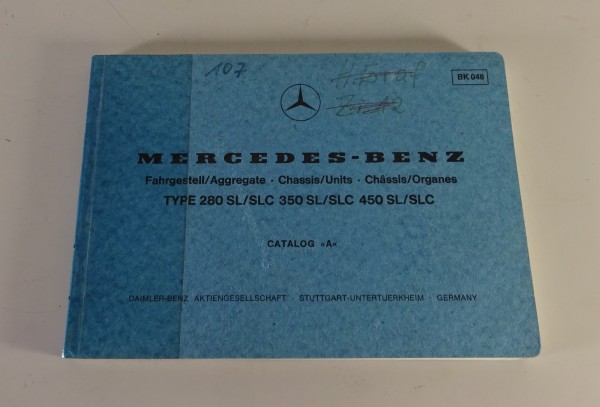 107
BK 048
MERCEDES-BENZ
Fahrgestell/Aggregate · Chassis/Units · Châssis/Organes
TYPE 280 SL/SLC 350 SL/SLC 450 SL/SLC
CATALOG »A«
DAIMLER-BENZ AKTIENGESELLSCHAFT · STUTTGART-UNTERTUERKHEIM · GERMANY